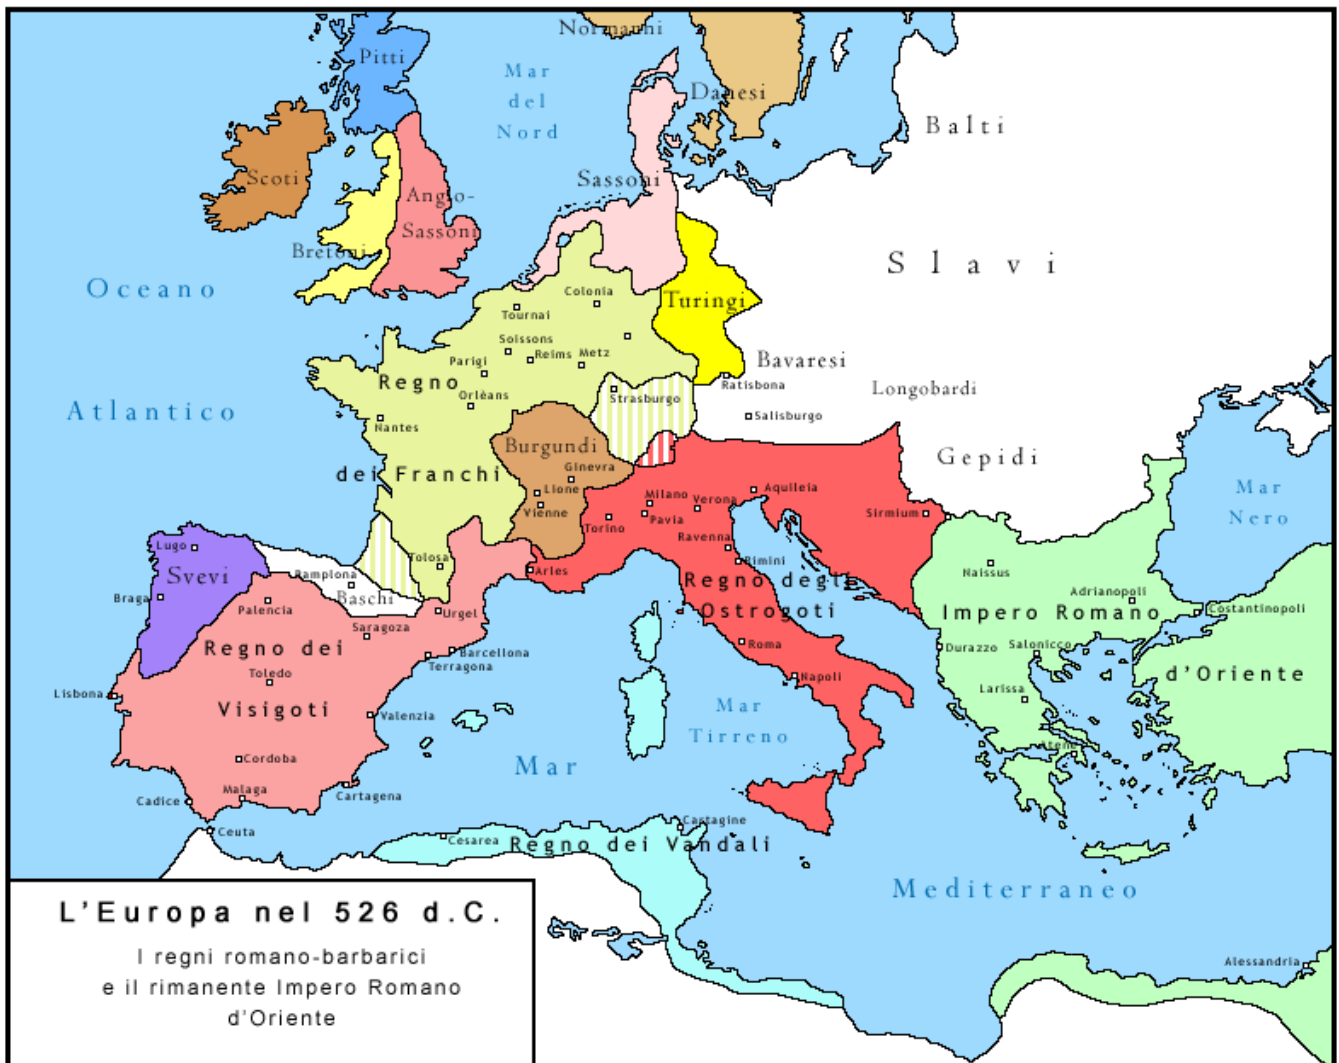 Normanni
Pitti
Mar
del
Nord
Danesi
Balti
Scoti
Sassoni
Anglo-
Sassoni
Bretoni
Slavi
Oceano
Atlantico
Colonia
Tournai
Turingi
Soissons
Reims
Metz
Parigi
Regno
Orlèans
Nantes
dei Franchi
Strasburgo
Bavaresi
Ratisbona
Salisburgo
Longobardi
Gepidi
Burgundi
Ginevra
Lione
Vienne
Mar
Nero
Milano
Verona
Aquileia
Torino
Pavia
Sirmium
Ravenna
Rimini
Arles
Tolosa
Regno degli
Ostrogoti
Roma
Napoli
Lugo
Svevi
Braga
Pamplona
Baschi
Palencia
Urgel
Saragoza
Regno dei
Barcellona
Terragona
Toledo
Lisbona
Visigoti
Valenzia
Cordoba
Malaga
Cadice
Cartagena
Ceuta
Naissus
Adrianopoli
Impero Romano
Costantinopoli
Durazzo
Salonicco
d'Oriente
Larissa
Atene
Mar
Tirreno
Mar
Cartagine
Cesarea
Regno dei Vandali
Mediterraneo
Alessandria
L'Europa nel 526 d.C.
I regni romano-barbarici
e il rimanente Impero Romano
d'Oriente